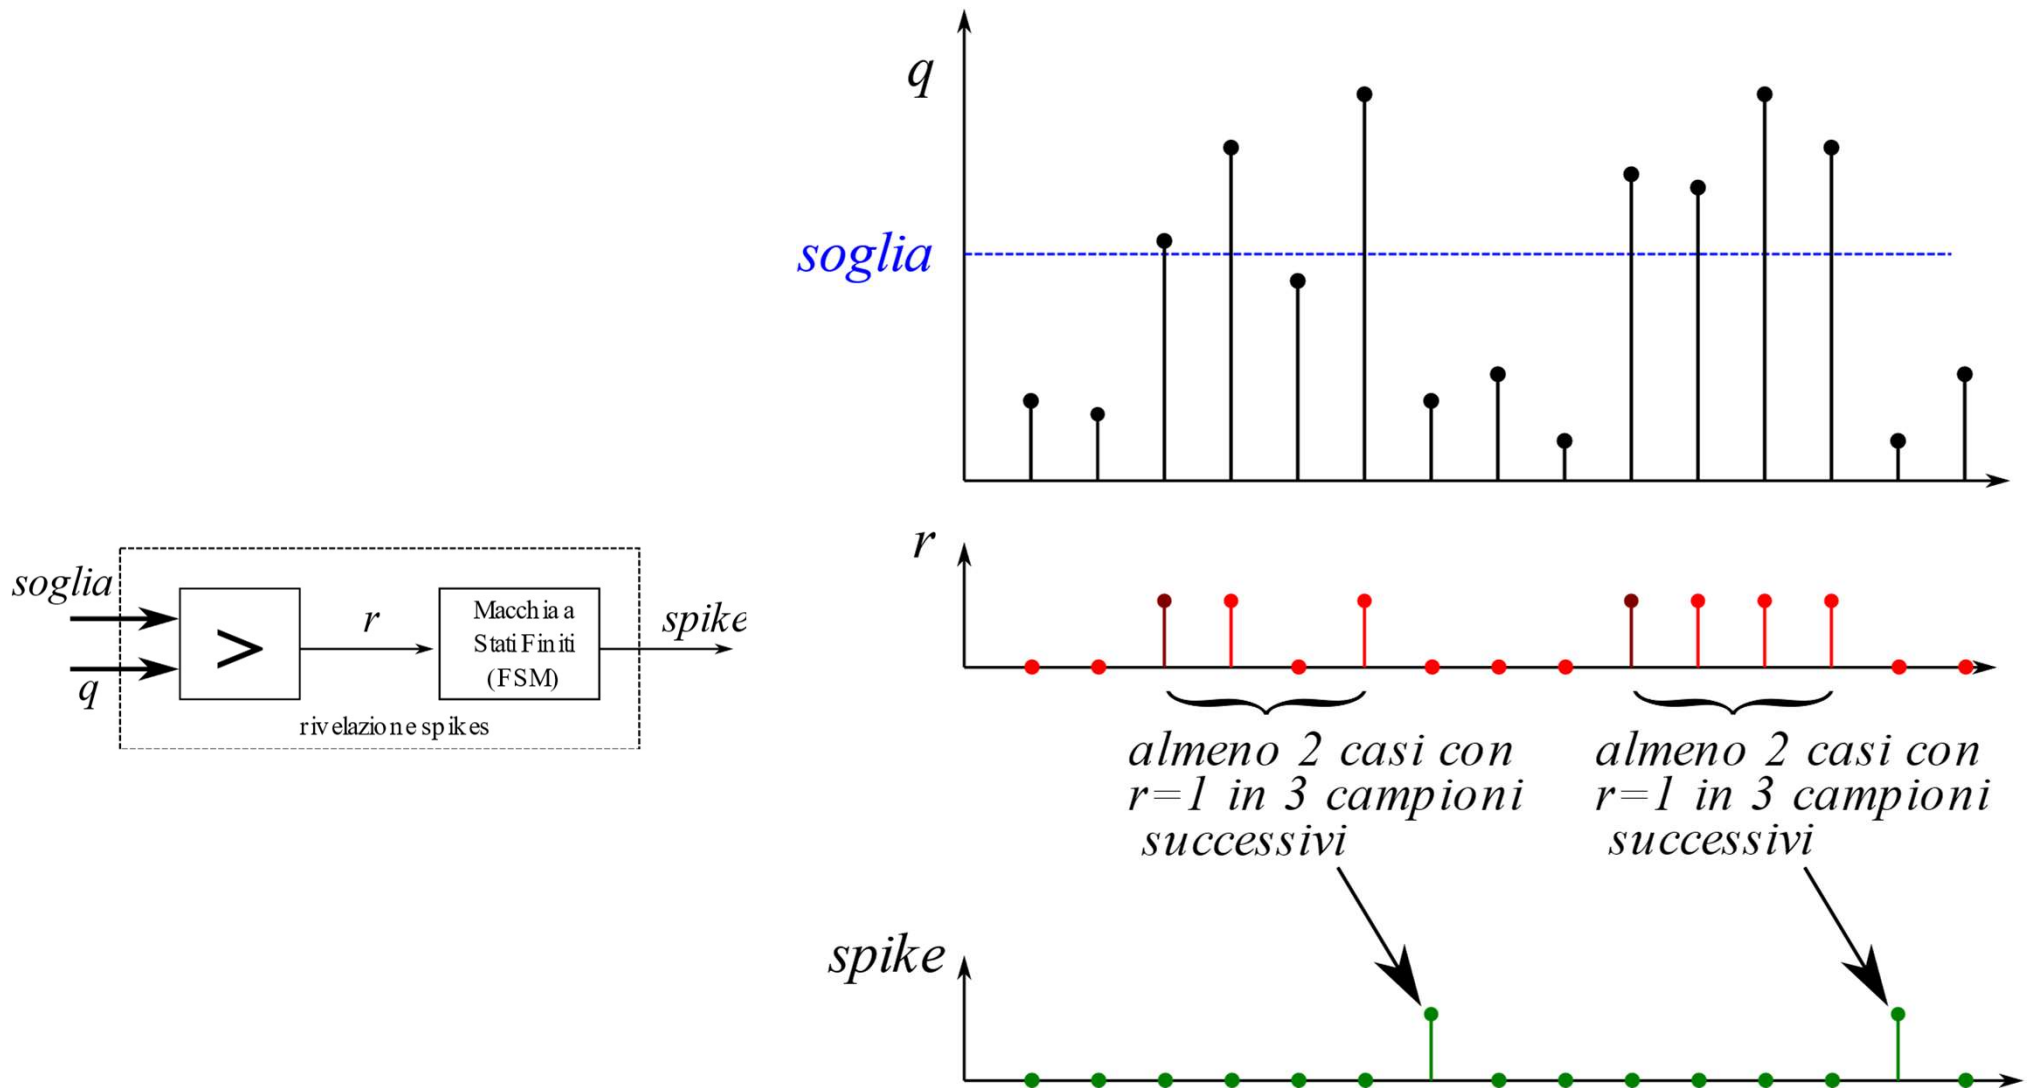 soglia
q
>
r
Macchia a
Stati Finiti
(FSM)
spike
rivelazione spikes
q
soglia
r
almeno 2 casi con
r=1 in 3 campioni
successivi
almeno 2 casi con
r=1 in 3 campioni
successivi
spike